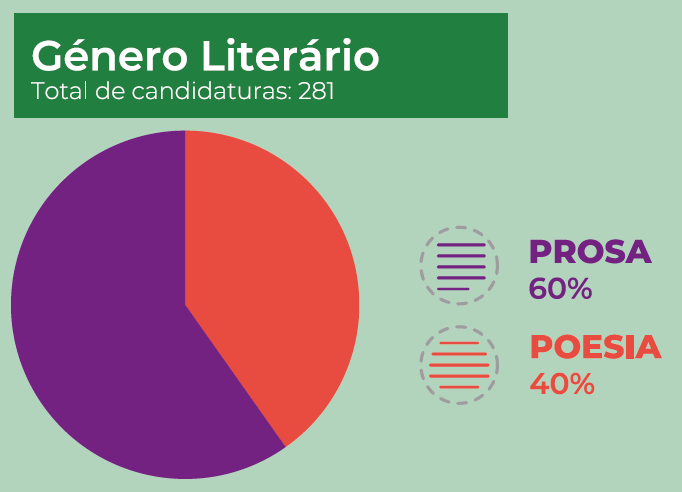 Género Literário
Total de candidaturas: 281
PROSA
60%
POESIA
40%